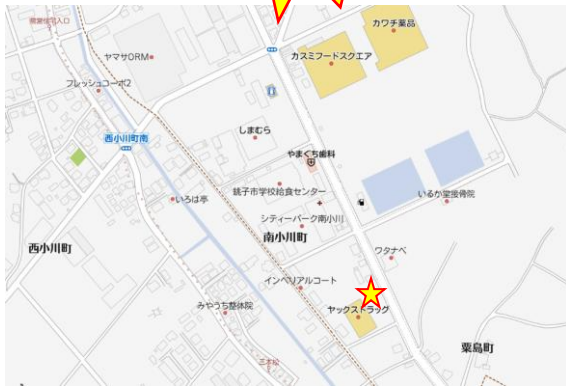 カワチ薬品
ヤマサDRM
カスミフードスクエア
フレッシュコーポ2
しまむら
西小川町南
やまぐち歯科
銚子市学校給食センター
いるか整接骨院
いろは亭
シティーパーク南小川
南小川町
西小川町
ワタナベ
インペリアルコート
みやうち整体院
ヤックスドラッグ
粟島町
三本松